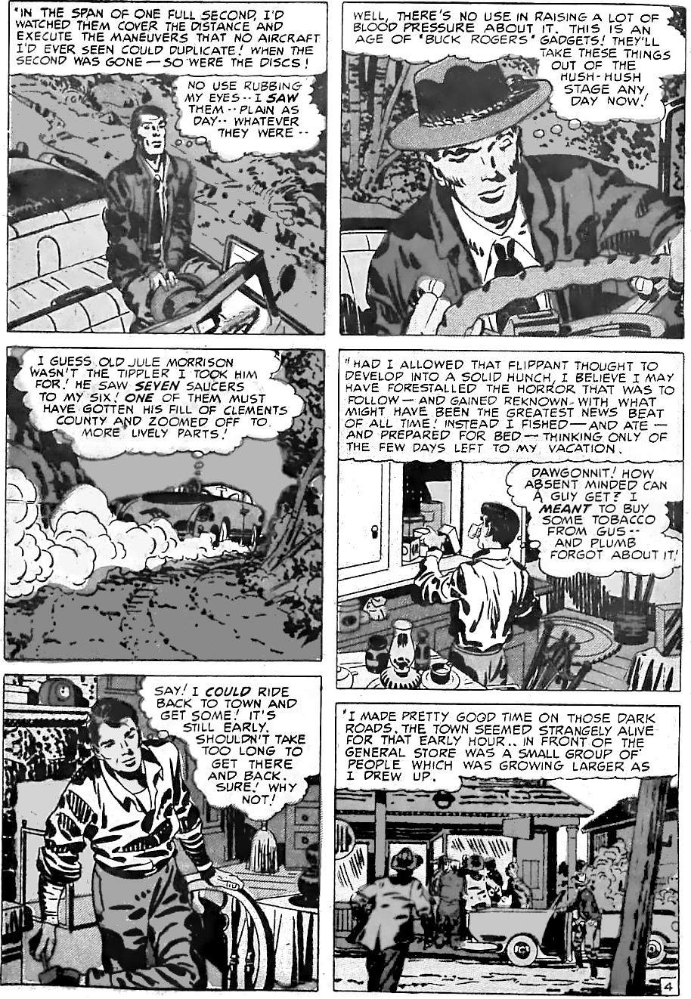 "IN THE SPAN OF ONE FULL SECOND, I'D
WATCHED THEM COVER THE DISTANCE AND
EXECUTE THE MANEUVERS THAT NO AIRCRAFT
I'D EVER SEEN COULD DUPLICATE! WHEN THE
SECOND WAS GONE — SO WERE THE DISCS!
NO USE RUBBING
MY EYES -- I SAW
THEM -- PLAIN AS
DAY -- WHATEVER
THEY WERE --
WELL, THERE'S NO USE IN RAISING A LOT OF
BLOOD PRESSURE ABOUT IT. THIS IS AN
AGE OF "BUCK ROGERS" GADGETS! THEY'LL
TAKE THESE THINGS
OUT OF THE
HUSH-HUSH
STAGE ANY
DAY NOW!
I GUESS OLD JULE MORRISON
WASN'T THE TIPPLER I TOOK HIM
FOR! HE SAW SEVEN SAUCERS
TO MY SIX! ONE OF THEM MUST
HAVE GOTTEN HIS FILL OF CLEMENTS
COUNTY AND ZOOMED OFF TO
MORE LIVELY PARTS!
"HAD I ALLOWED THAT FLIPPANT THOUGHT TO
DEVELOP INTO A SOLID HUNCH, I BELIEVE I MAY
HAVE FORESTALLED THE HORROR THAT WAS TO
FOLLOW — AND GAINED REKNOWN WITH WHAT
MIGHT HAVE BEEN THE GREATEST NEWS BEAT
OF ALL TIME! INSTEAD I FISHED — AND ATE —
AND PREPARED FOR BED — THINKING ONLY OF
THE FEW DAYS LEFT TO MY VACATION.
DAWGONNIT! HOW
ABSENT MINDED CAN
A GUY GET? I
MEANT TO BUY
SOME TOBACCO
FROM GUS --
AND PLUMB
FORGOT ABOUT IT!
SAY! I COULD RIDE
BACK TO TOWN AND
GET SOME! IT'S
STILL EARLY.
SHOULDN'T TAKE
TOO LONG TO
GET THERE
AND BACK.
SURE! WHY
NOT!
"I MADE PRETTY GOOD TIME ON THOSE DARK
ROADS. THE TOWN SEEMED STRANGELY ALIVE
FOR THAT EARLY HOUR.. IN FRONT OF THE
GENERAL STORE WAS A SMALL GROUP OF
PEOPLE WHICH WAS GROWING LARGER AS
I DREW UP.
4